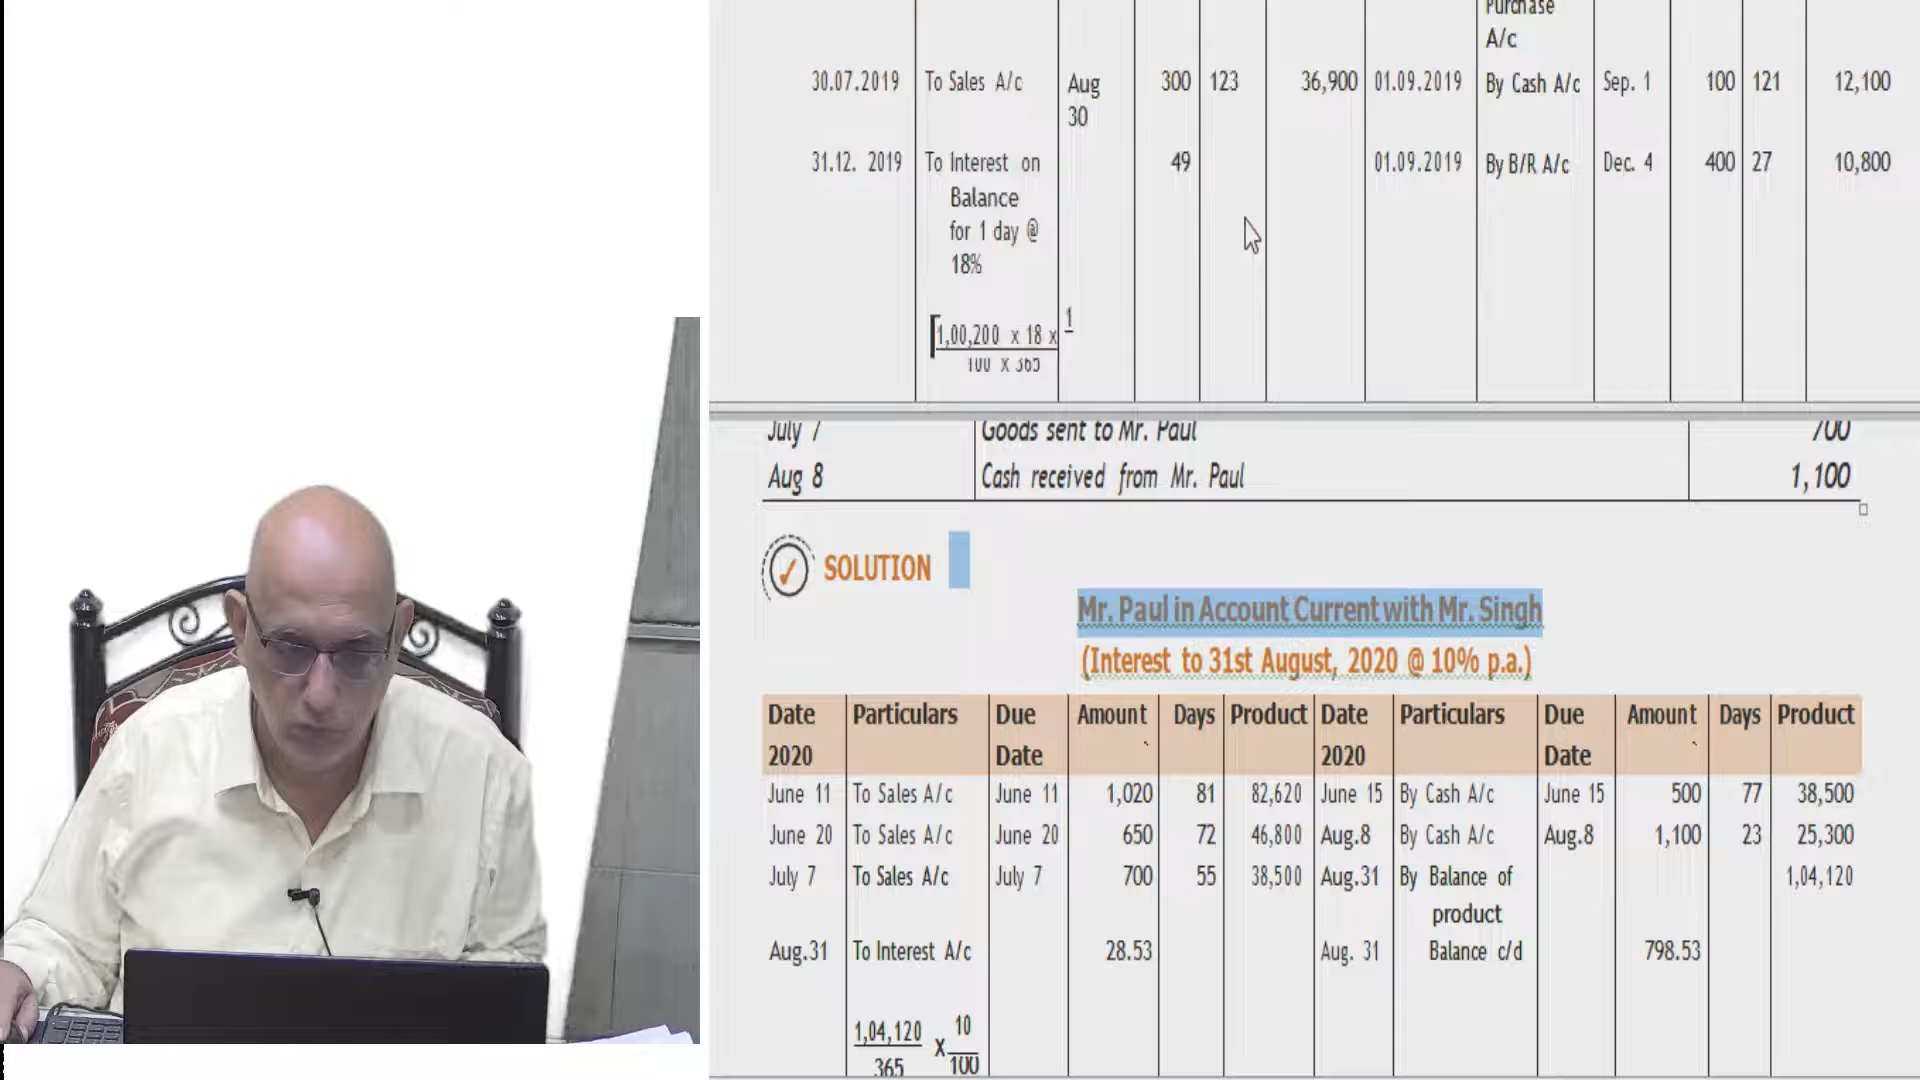 Purchase
A/c
30.07.2019 To Sales A/c Aug 30 300 123 36,900 01.09.2019 By Cash A/c Sep. 1 100 121 12,100
31.12. 2019 To Interest on 49 01.09.2019 By B/R A/c Dec. 4 400 27 10,800
Balance
for 1 day @
18%
1,00,200 x 18 x 1
100 x 365
July 7 Goods sent to Mr. Paul 700
Aug 8 Cash received from Mr. Paul 1,100
SOLUTION
Mr. Paul in Account Current with Mr. Singh
(Interest to 31st August, 2020 @ 10% p.a.)
Date 2020 Particulars Due Date Amount Days Product Date 2020 Particulars Due Date Amount Days Product
June 11 To Sales A/c June 11 1,020 81 82,620 June 15 By Cash A/c June 15 500 77 38,500
June 20 To Sales A/c June 20 650 72 46,800 Aug.8 By Cash A/c Aug.8 1,100 23 25,300
July 7 To Sales A/c July 7 700 55 38,500 Aug.31 By Balance of 1,04,120
product
Aug.31 To Interest A/c 28.53 Aug. 31 Balance c/d 798.53
1,04,120 x 10
365 100